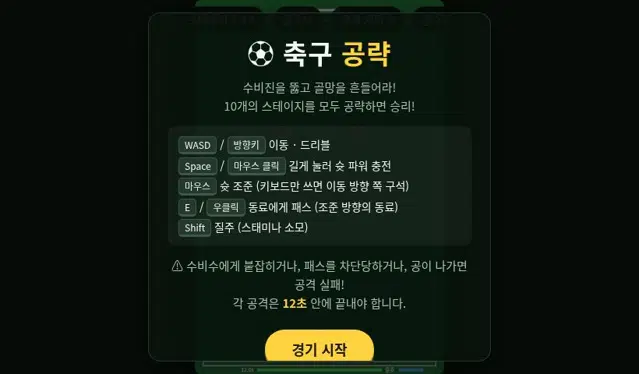 ⚽ 축구 공략
수비진을 뚫고 골망을 흔들어라!
10개의 스테이지를 모두 공략하면 승리!
WASD / 방향키 이동 · 드리블
Space / 마우스 클릭 길게 눌러 슛 파워 충전
마우스 슛 조준 (키보드만 쓰면 이동 방향 쪽 구석)
E / 우클릭 동료에게 패스 (조준 방향의 동료)
Shift 질주 (스태미나 소모)
⚠ 수비수에게 붙잡히거나, 패스를 차단당하거나, 공이 나가면
공격 실패!
각 공격은 12초 안에 끝내야 합니다.
경기 시작